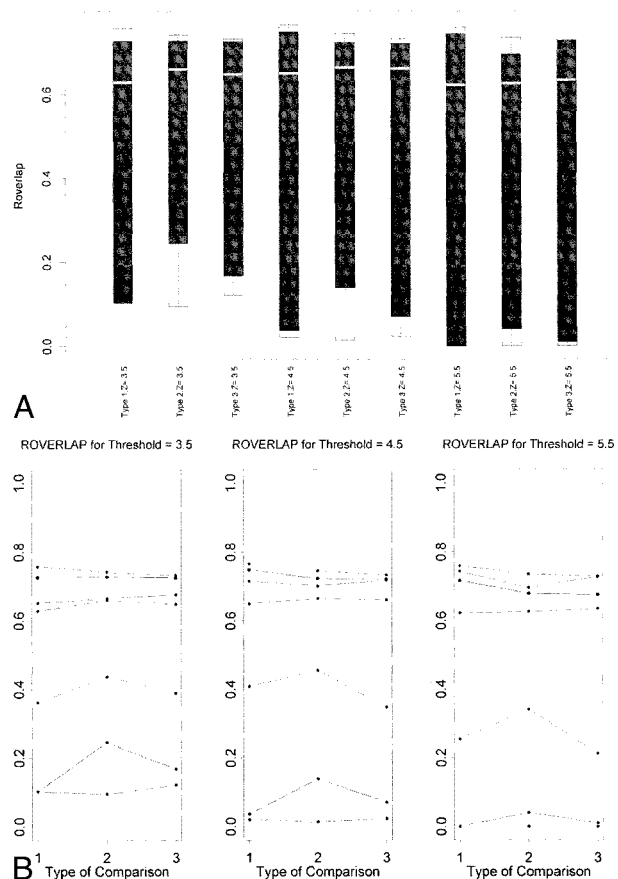 Roverlap
0.6
0.4
0.2
0.0
Type 1,Z= 3.5
Type 2,Z= 3.5
Type 3,Z= 3.5
Type 1,Z= 4.5
Type 2,Z= 4.5
Type 3,Z= 4.5
Type 1,Z= 5.5
Type 2,Z= 5.5
Type 3,Z= 5.5
A
ROVERLAP for Threshold = 3.5
ROVERLAP for Threshold = 4.5
ROVERLAP for Threshold = 5.5
1.0
0.8
0.6
0.4
0.2
0.0
1.0
0.8
0.6
0.4
0.2
0.0
1.0
0.8
0.6
0.4
0.2
0.0
1 2 3
1 2 3
1 2 3
B
Type of Comparison
Type of Comparison
Type of Comparison